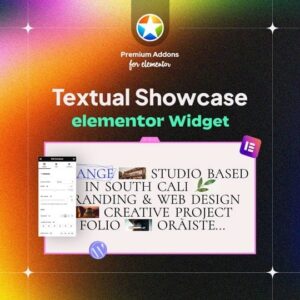 Premium Addons
for elementor
Textual Showcase
elementor Widget
ANGE STUDIO BASED
IN SOUTH CALI
BRANDING & WEB DESIGN
CREATIVE PROJECT
FOLIO ORAISTE...